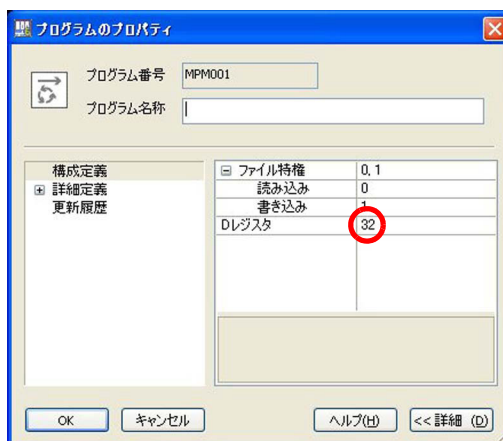 プログラムのプロパティ
プログラム番号 MPM001
プログラム名称
構成定義
詳細定義
更新履歴
ファイル特権 0, 1
読み込み 0
書き込み 1
Dレジスタ 32
OK キャンセル ヘルプ(H) <<詳細 (D)